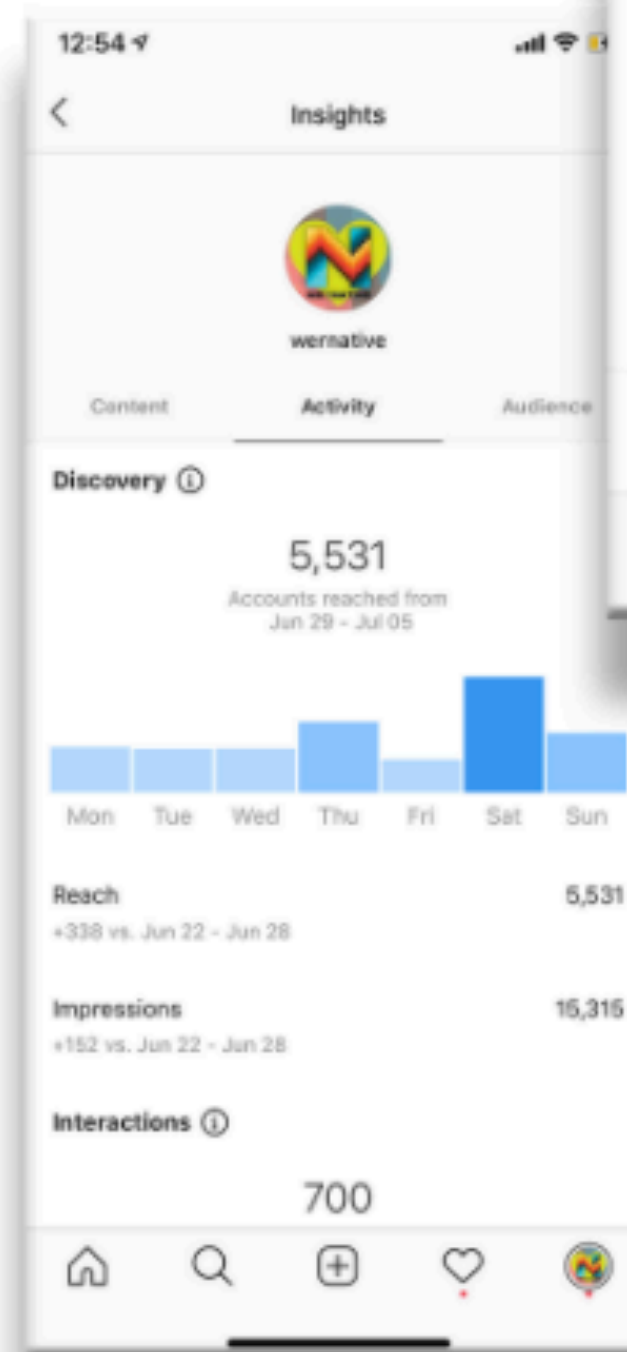 12:54
Insights
wernative
Content Activity Audience
Discovery
5,531
Accounts reached from
Jun 29 - Jul 05
Mon Tue Wed Thu Fri Sat Sun
Reach 5,531
+338 vs. Jun 22 - Jun 28
Impressions 15,315
+152 vs. Jun 22 - Jun 28
Interactions
700